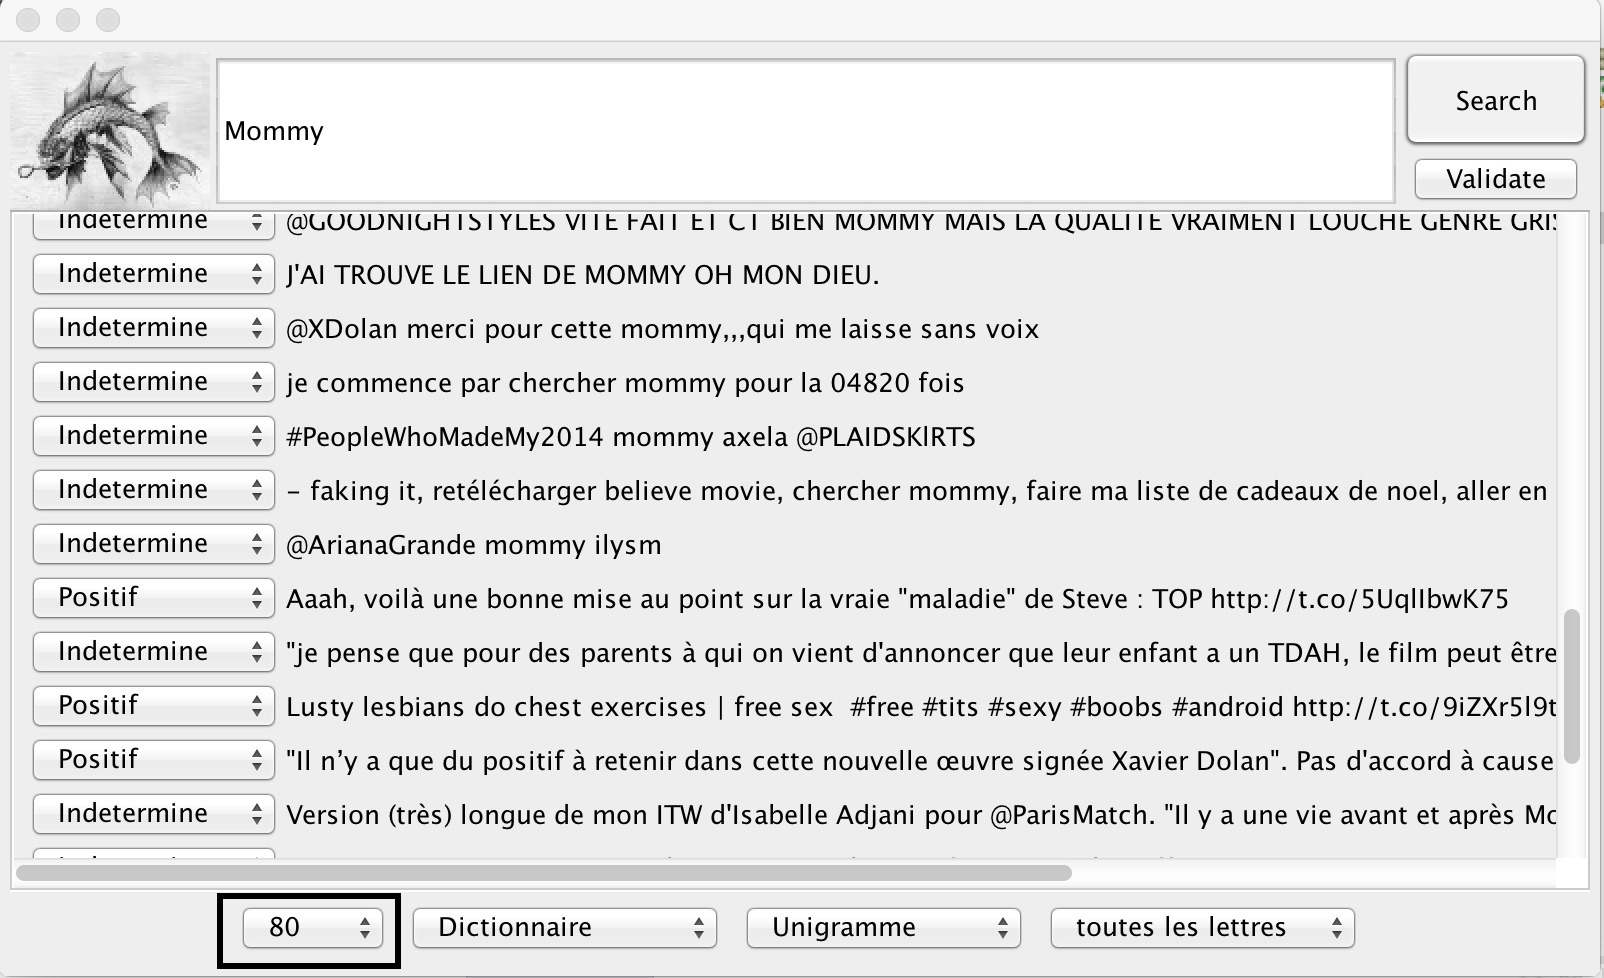 Mommy
Search
Validate
Indetermine @GOODNIGHTSTYLES VITE FAIT ET CT BIEN MOMMY MAIS LA QUALITE VRAIMENT LOUCHE GENRE
Indetermine J'AI TROUVE LE LIEN DE MOMMY OH MON DIEU.
Indetermine @XDolan merci pour cette mommy,,,qui me laisse sans voix
Indetermine je commence par chercher mommy pour la 04820 fois
Indetermine #PeopleWhoMadeMy2014 mommy axela @PLAIDSKlRTS
Indetermine – faking it, retélécharger believe movie, chercher mommy, faire ma liste de cadeaux de noel, aller en
Indetermine @ArianaGrande mommy ilysm
Positif Aaah, voilà une bonne mise au point sur la vraie "maladie" de Steve : TOP http://t.co/5UqlIbwK75
Indetermine "je pense que pour des parents à qui on vient d'annoncer que leur enfant a un TDAH, le film peut être
Positif Lusty lesbians do chest exercises | free sex  #free #tits #sexy #boobs #android http://t.co/9iZXr5l9t
Positif "Il n’y a que du positif à retenir dans cette nouvelle œuvre signée Xavier Dolan". Pas d'accord à cause
Indetermine Version (très) longue de mon ITW d'Isabelle Adjani pour @ParisMatch. "Il y a une vie avant et après Mo
80 Dictionnaire Unigramme toutes les lettres